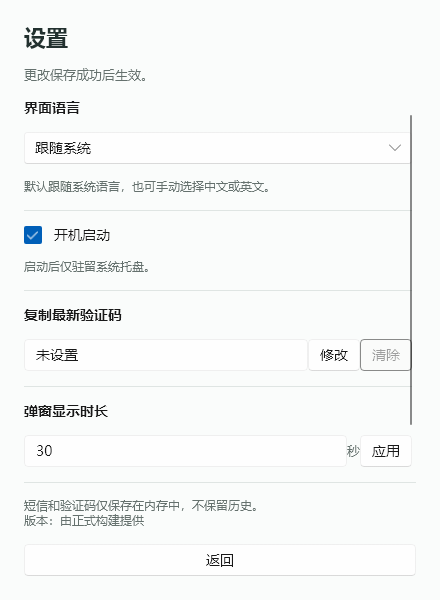 设置
更改保存成功后生效。
界面语言
跟随系统
默认跟随系统语言，也可手动选择中文或英文。
开机启动
启动后仅驻留系统托盘。
复制最新验证码
未设置 修改 清除
弹窗显示时长
30 秒 应用
短信和验证码仅保存在内存中，不保留历史。
版本：由正式构建提供
返回